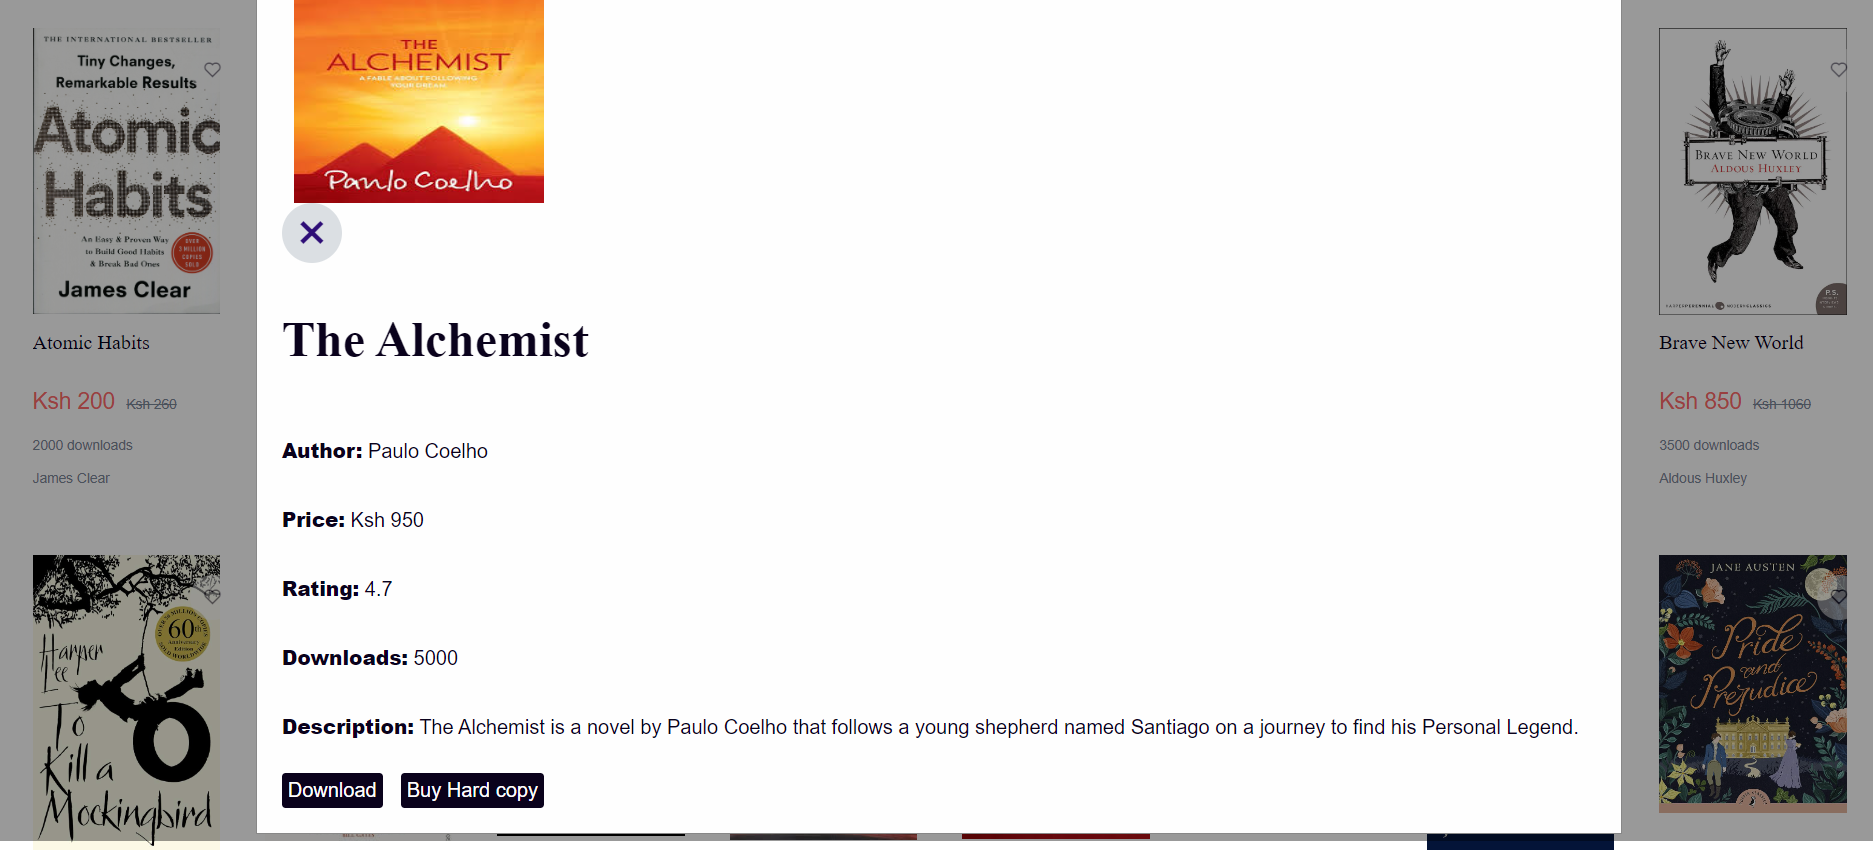 THE INTERNATIONAL BESTSELLER
Tiny Changes,
Remarkable Results
Atomic
Habits
An Easy & Proven Way
to Build Good Habits
& Break Bad Ones
OVER
3 MILLION
COPIES
SOLD
James Clear
Atomic Habits
Ksh 200 Ksh 260
2000 downloads
James Clear
Harper
Lee
60th
Anniversary
Edition
To
Kill a
Mockingbird
THE
ALCHEMIST
A FABLE ABOUT FOLLOWING
YOUR DREAM
Paulo Coelho
The Alchemist
Author: Paulo Coelho
Price: Ksh 950
Rating: 4.7
Downloads: 5000
Description: The Alchemist is a novel by Paulo Coelho that follows a young shepherd named Santiago on a journey to find his Personal Legend.
Download Buy Hard copy
BRAVE NEW WORLD
ALDOUS HUXLEY
HARPERPERENNIAL MODERNCLASSICS
P.S.
Brave New World
Ksh 850 Ksh 1060
3500 downloads
Aldous Huxley
JANE AUSTEN
Pride
and
Prejudice